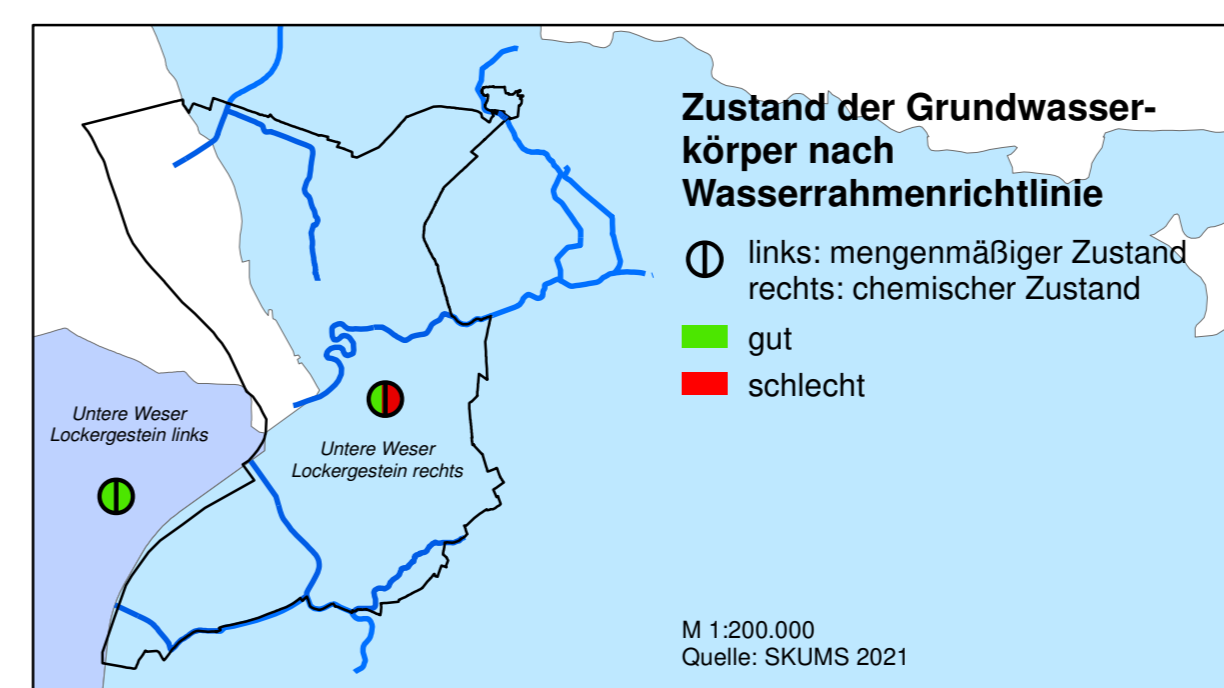 Zustand der Grundwasser-
körper nach
Wasserrahmenrichtlinie
links: mengenmäßiger Zustand
rechts: chemischer Zustand
gut
schlecht
Untere Weser
Lockergestein links
Untere Weser
Lockergestein rechts
M 1:200.000
Quelle: SKUMS 2021